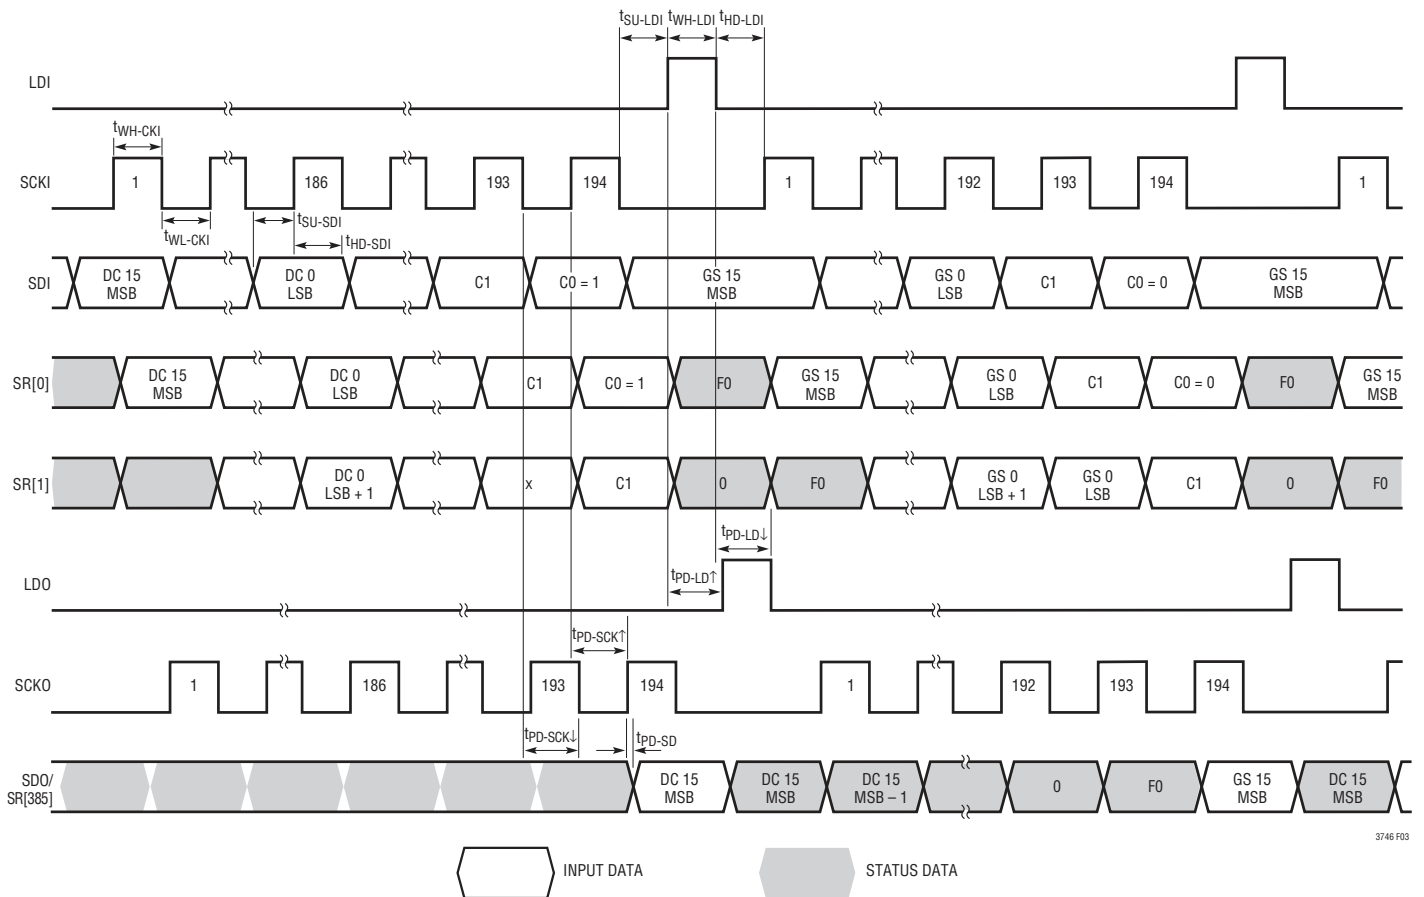 tSU-LDI tWH-LDI tHD-LDI
LDI
tWH-CKI
SCKI 1 186 193 194 1 192 193 194 1
tWL-CKI tSU-SDI tHD-SDI
SDI DC 15 MSB DC 0 LSB C1 C0 = 1 GS 15 MSB GS 0 LSB C1 C0 = 0 GS 15 MSB
SR[0] DC 15 MSB DC 0 LSB C1 C0 = 1 F0 GS 15 MSB GS 0 LSB C1 C0 = 0 F0 GS 15 MSB
SR[1] DC 0 LSB + 1 x C1 0 F0 GS 0 LSB + 1 GS 0 LSB C1 0 F0
tPD-LD↓
LDO tPD-LD↑
tPD-SCK↑
SCKO 1 186 193 194 1 192 193 194
tPD-SCK↓ tPD-SD
SDO/ SR[385] DC 15 MSB DC 15 MSB DC 15 MSB – 1 0 F0 GS 15 MSB DC 15 MSB
3746 F03
INPUT DATA STATUS DATA